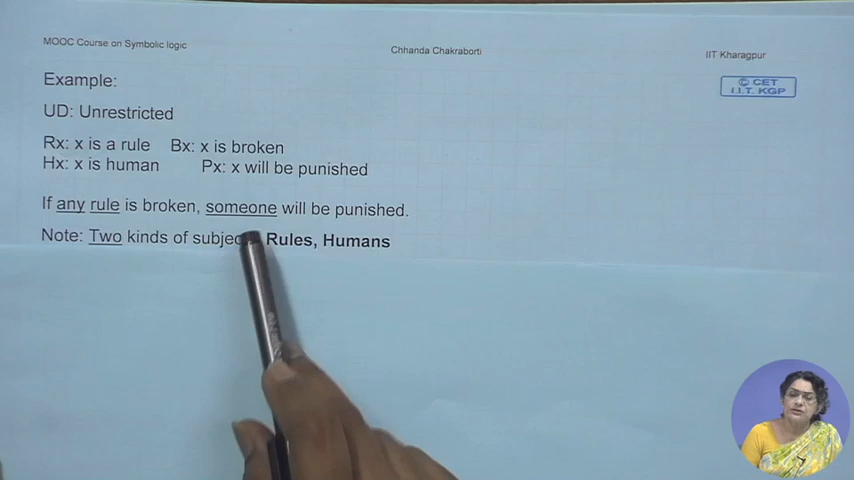 MOOC Course on Symbolic logic Chhanda Chakraborti IIT Kharagpur
Example:
© CET
I.I.T. KGP
UD: Unrestricted
Rx: x is a rule Bx: x is broken
Hx: x is human Px: x will be punished
If any rule is broken, someone will be punished.
Note: Two kinds of Rules, Humans